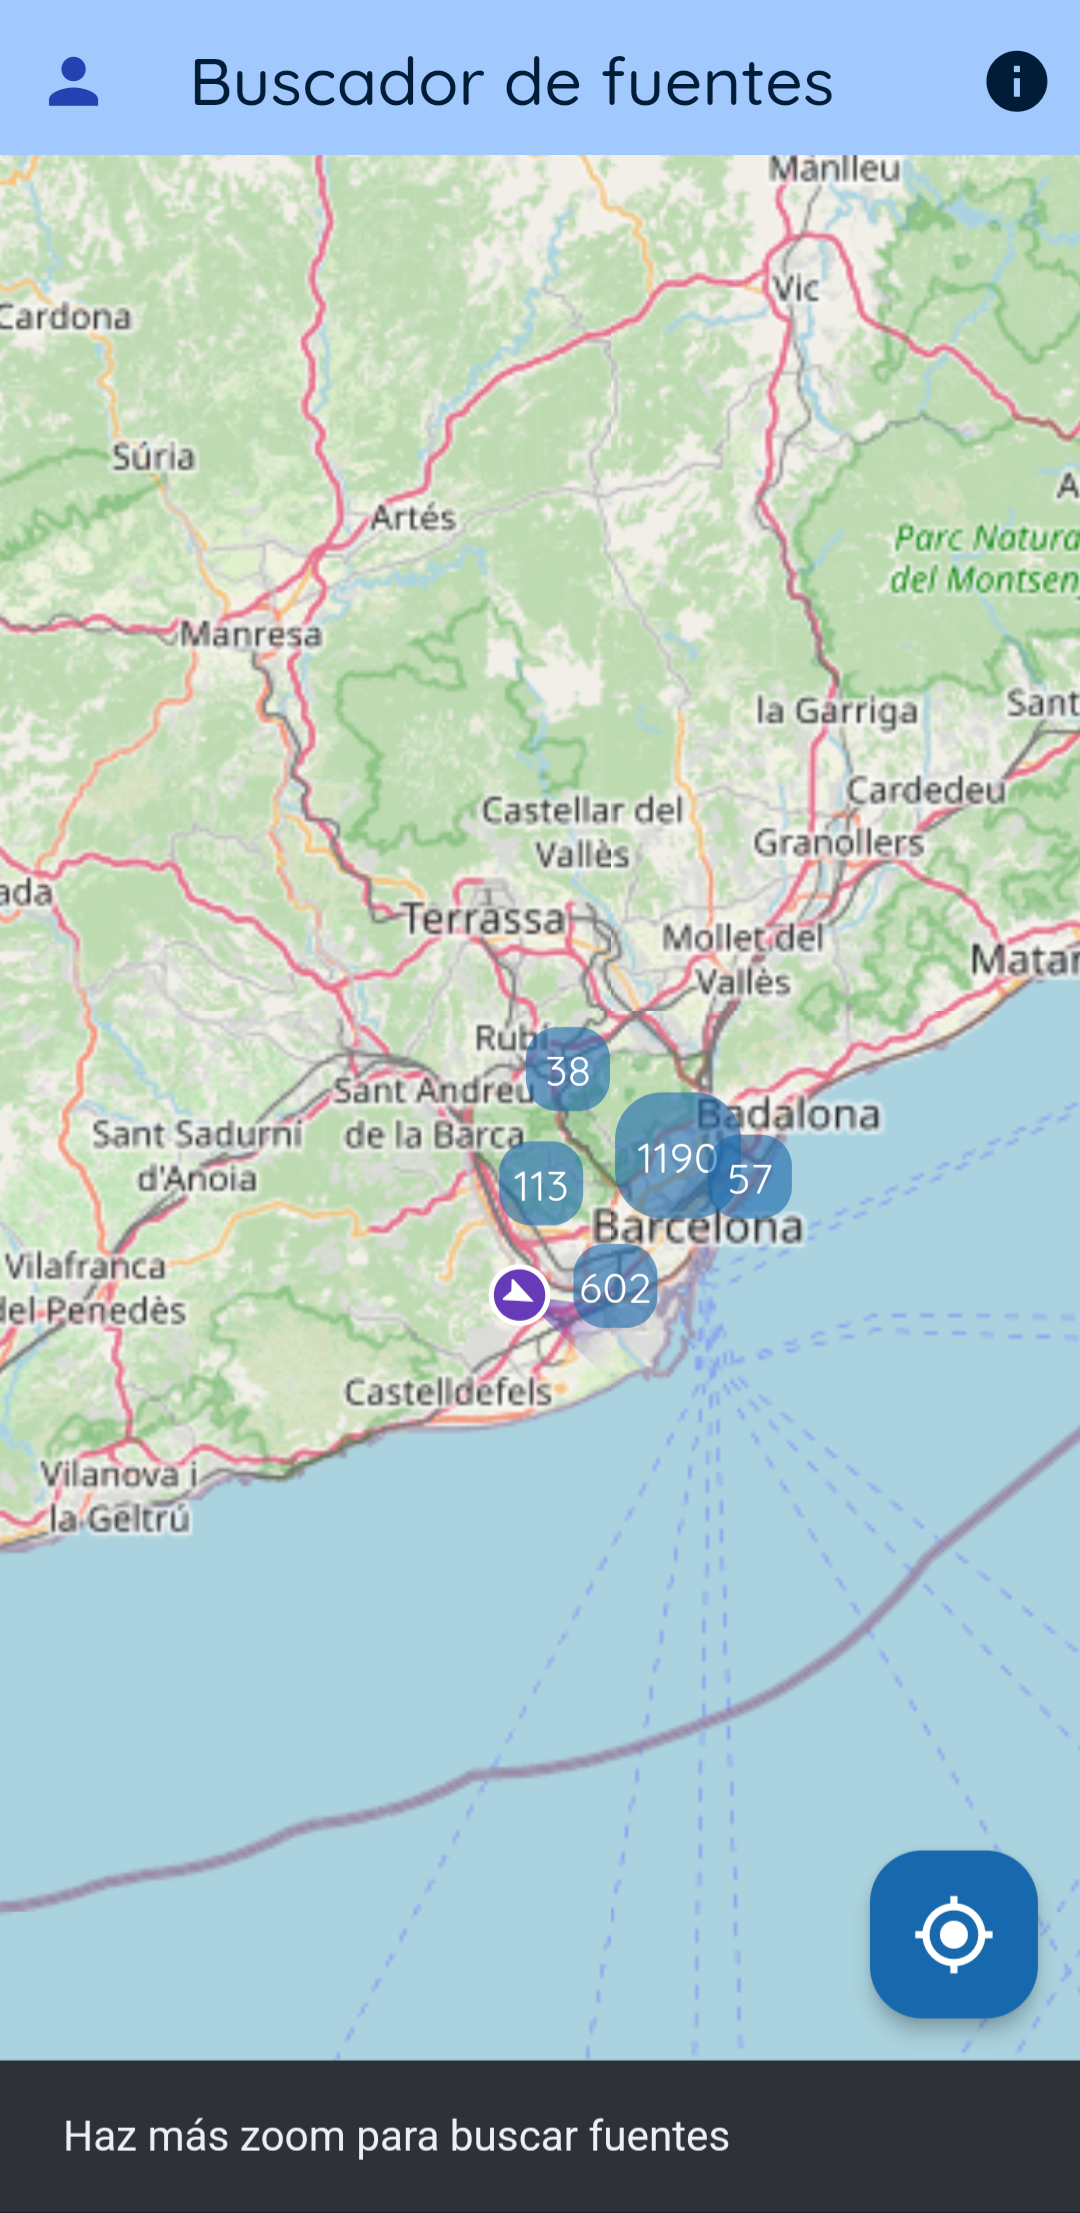 Buscador de fuentes
Manlleu
Vic
Cardona
Súria
Artés
Parc Natura
del Montsen
Manresa
la Garriga
Sant
Cardedeu
Castellar del
Vallès
Granollers
ada
Terrassa
Mollet del
Vallès
Matar
Rubí
38
Sant Andreu
de la Barca
Badalona
Sant Sadurní
d'Anoia
1190
57
113
Barcelona
Vilafranca
del Penedès
602
Castelldefels
Vilanova i
la Geltrú
Haz más zoom para buscar fuentes